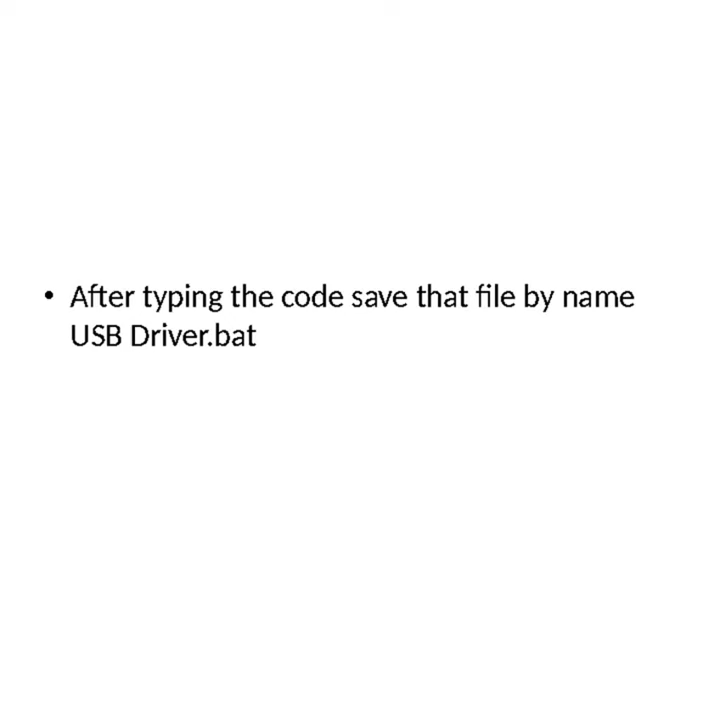 • After typing the code save that file by name
USB Driver.bat